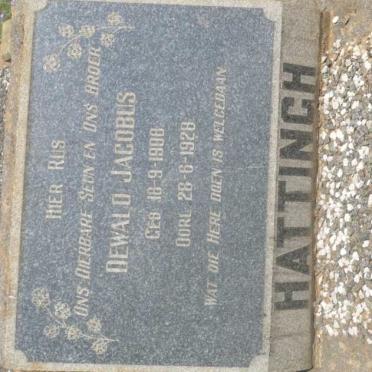 HIER RUS
ONS DIERBARE SEUN EN ONS BROER
DEWALD JACOBUS
GEB 18-9-1908
OORL 28-6-1928
WAT DIE HERE DOEN IS WELGEDAAN
HATTINGH